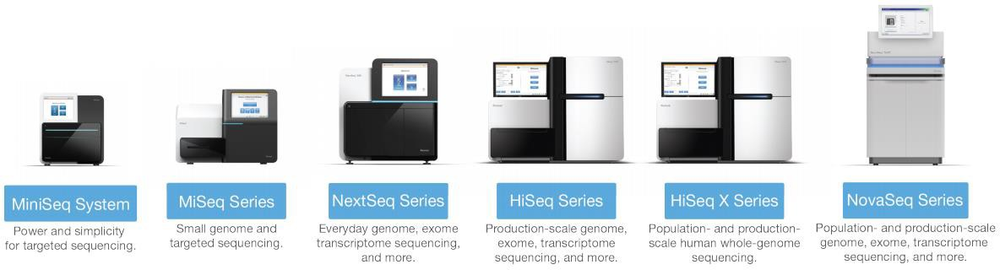 MiniSeq System
Power and simplicity
for targeted sequencing.
MiSeq Series
Small genome and
targeted sequencing.
NextSeq Series
Everyday genome, exome
transcriptome sequencing,
and more.
HiSeq Series
Production-scale genome,
exome, transcriptome
sequencing, and more.
HiSeq X Series
Population- and production-
scale human whole-genome
sequencing.
NovaSeq Series
Population- and production-scale
genome, exome, transcriptome
sequencing, and more.